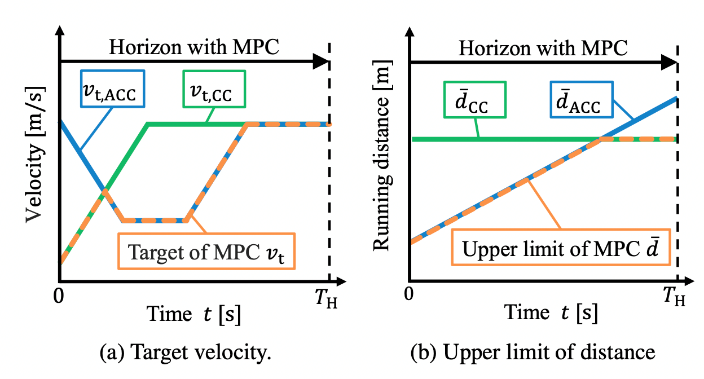 Horizon with MPC
v_t,ACC
v_t,CC
Velocity [m/s]
Target of MPC v_t
0
T_H
Time t [s]
(a) Target velocity.
Horizon with MPC
d̄_CC
d̄_ACC
Running distance [m]
Upper limit of MPC d̄
0
T_H
Time t [s]
(b) Upper limit of distance